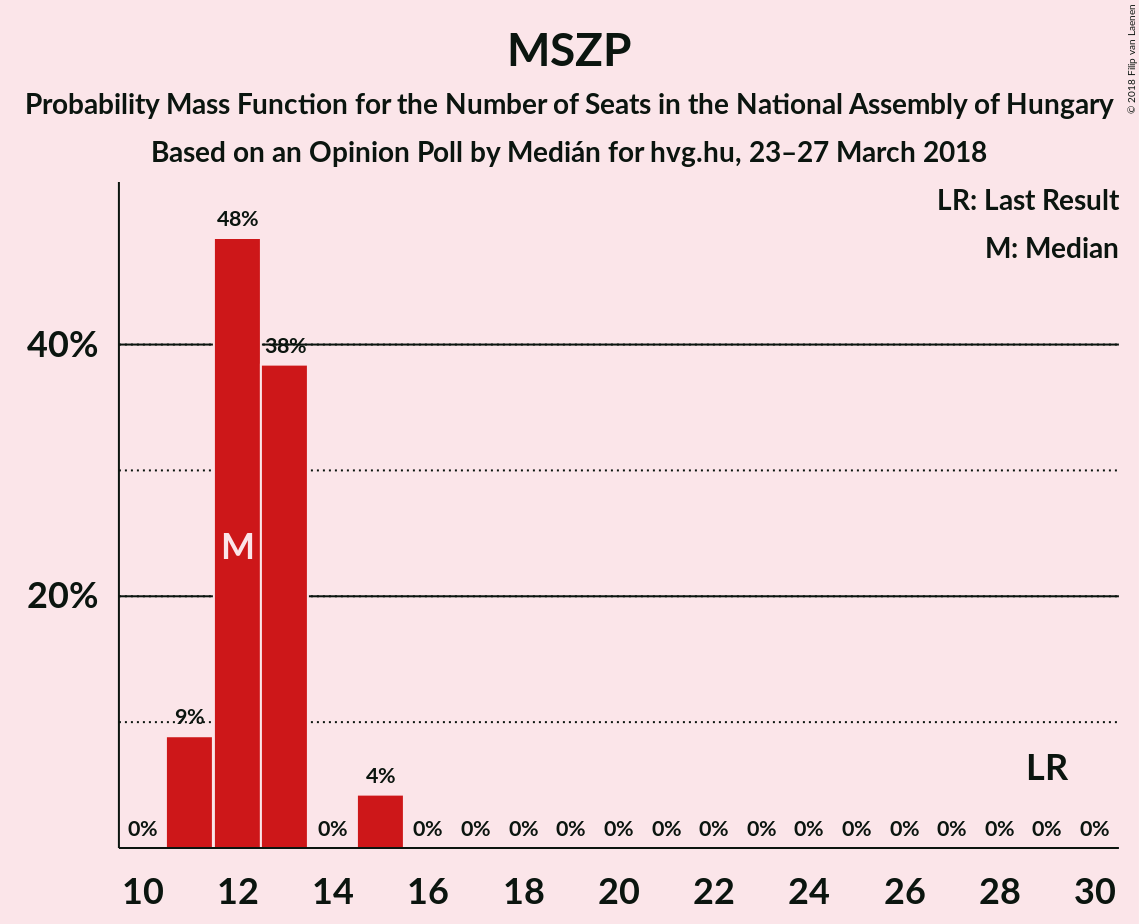 MSZP
Probability Mass Function for the Number of Seats in the National Assembly of Hungary
Based on an Opinion Poll by Medián for hvg.hu, 23–27 March 2018
© 2018 Filip van Laenen
LR: Last Result
M: Median
48%
40%
38%
M
20%
9%
4%
LR
0% 0% 0% 0% 0% 0% 0% 0% 0% 0% 0% 0% 0% 0% 0% 0% 0%
10 12 14 16 18 20 22 24 26 28 30